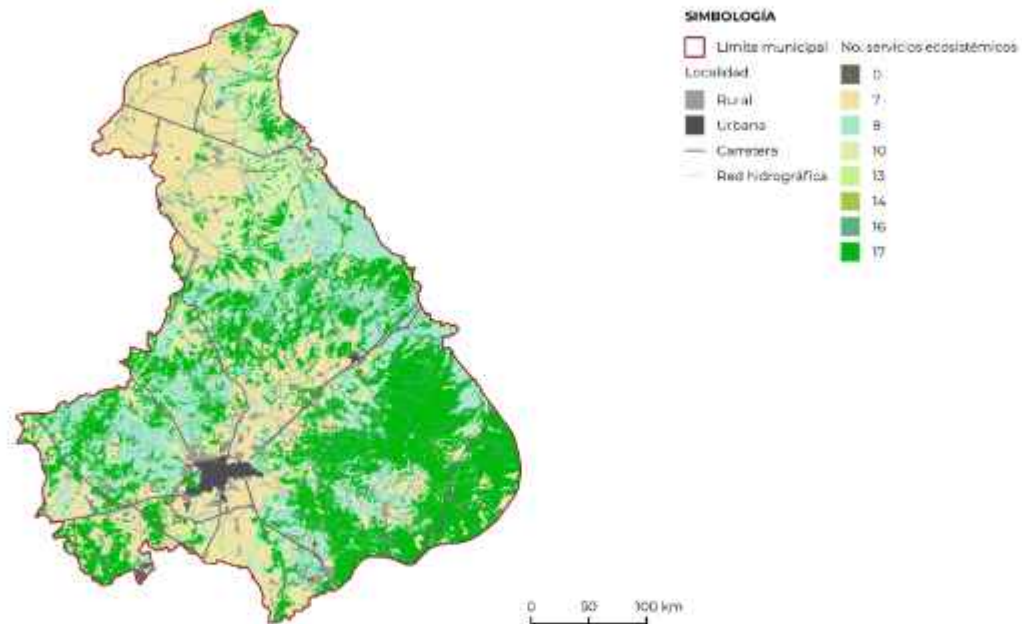 SIMBOLOGÍA
Límite municipal
Localidad
Rural
Urbana
Carretera
Red hidrográfica
No. servicios ecosistémicos
0
7
8
10
13
14
16
17
0 50 100 km